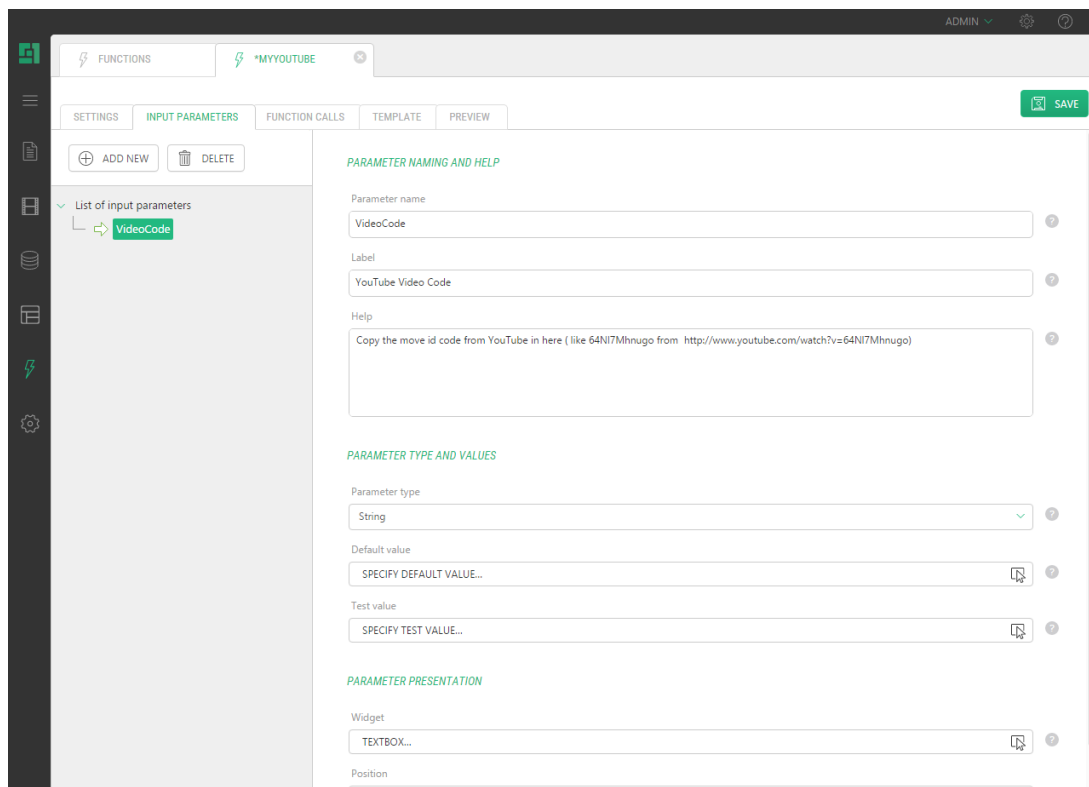 ADMIN
FUNCTIONS
*MYYOUTUBE
SAVE
SETTINGS
INPUT PARAMETERS
FUNCTION CALLS
TEMPLATE
PREVIEW
ADD NEW
DELETE
List of input parameters
VideoCode
PARAMETER NAMING AND HELP
Parameter name
VideoCode
Label
YouTube Video Code
Help
Copy the move id code from YouTube in here ( like 64NI7Mhnugo from http://www.youtube.com/watch?v=64NI7Mhnugo)
PARAMETER TYPE AND VALUES
Parameter type
String
Default value
SPECIFY DEFAULT VALUE...
Test value
SPECIFY TEST VALUE...
PARAMETER PRESENTATION
Widget
TEXTBOX...
Position